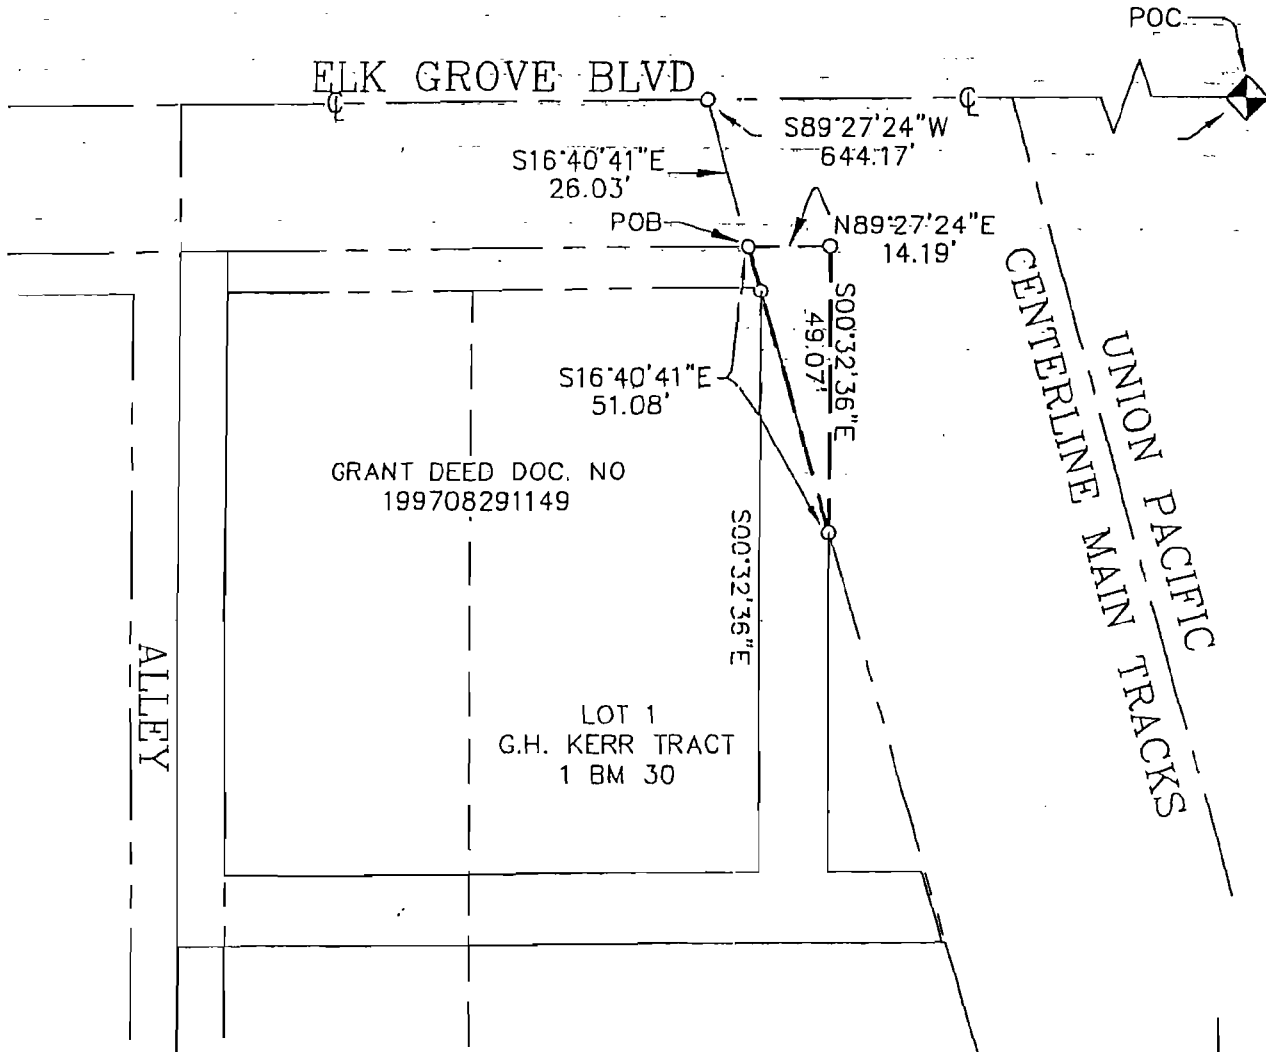 POC
ELK GROVE BLVD
℄
℄
S89°27'24"W
644.17'
S16°40'41"E
26.03'
POB
N89°27'24"E
14.19'
S00°32'36"E
49.07'
CENTERLINE MAIN TRACKS
UNION PACIFIC
S16°40'41"E
51.08'
GRANT DEED DOC. NO
199708291149
S00°32'36"E
ALLEY
LOT 1
G.H. KERR TRACT
1 BM 30